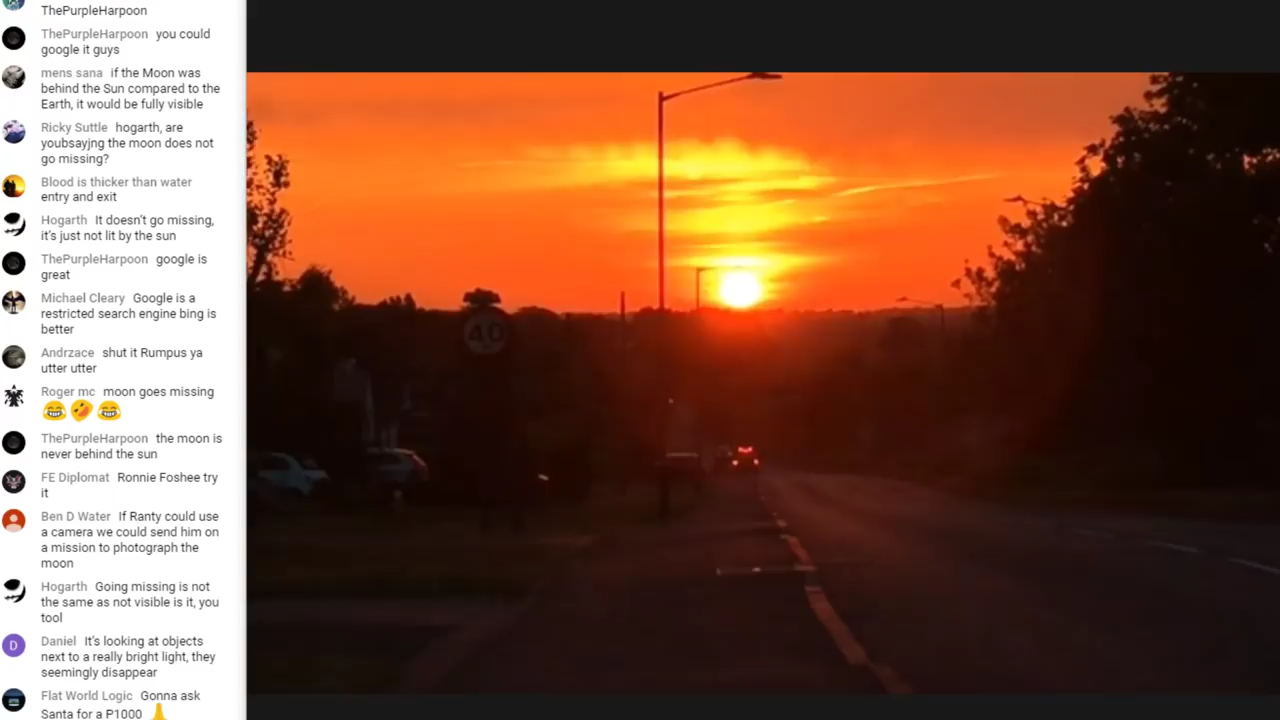 ThePurpleHarpoon
ThePurpleHarpoon you could
google it guys
mens sana if the Moon was
behind the Sun compared to the
Earth, it would be fully visible
Ricky Suttle hogarth, are
youbsayjng the moon does not
go missing?
Blood is thicker than water
entry and exit
Hogarth It doesn't go missing,
it's just not lit by the sun
ThePurpleHarpoon google is
great
Michael Cleary Google is a
restricted search engine bing is
better
Andrzace shut it Rumpus ya
utter utter
Roger mc moon goes missing
😂 🤣 😂
ThePurpleHarpoon the moon is
never behind the sun
FE Diplomat Ronnie Foshee try
it
Ben D Water If Ranty could use
a camera we could send him on
a mission to photograph the
moon
Hogarth Going missing is not
the same as not visible is it, you
tool
D
Daniel It's looking at objects
next to a really bright light, they
seemingly disappear
Flat World Logic Gonna ask
Santa for a P1000 🙏
40